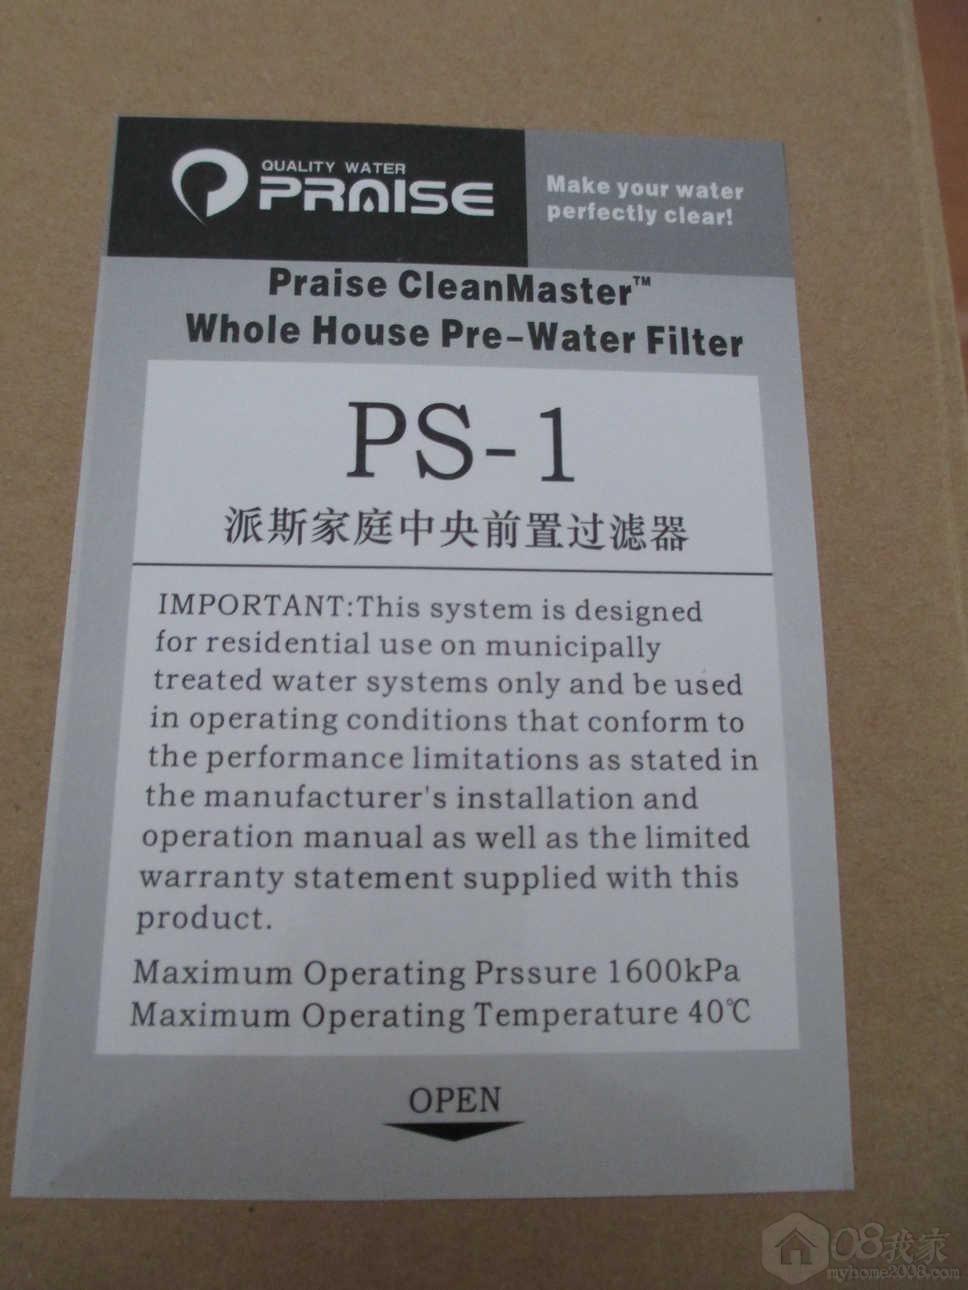 QUALITY WATER
PRAISE
Make your water
perfectly clear!
Praise CleanMaster™
Whole House Pre-Water Filter
PS-1
派斯家庭中央前置过滤器
IMPORTANT:This system is designed
for residential use on municipally
treated water systems only and be used
in operating conditions that conform to
the performance limitations as stated in
the manufacturer's installation and
operation manual as well as the limited
warranty statement supplied with this
product.
Maximum Operating Prssure 1600kPa
Maximum Operating Temperature 40℃
OPEN
08我家
myhome2008.com